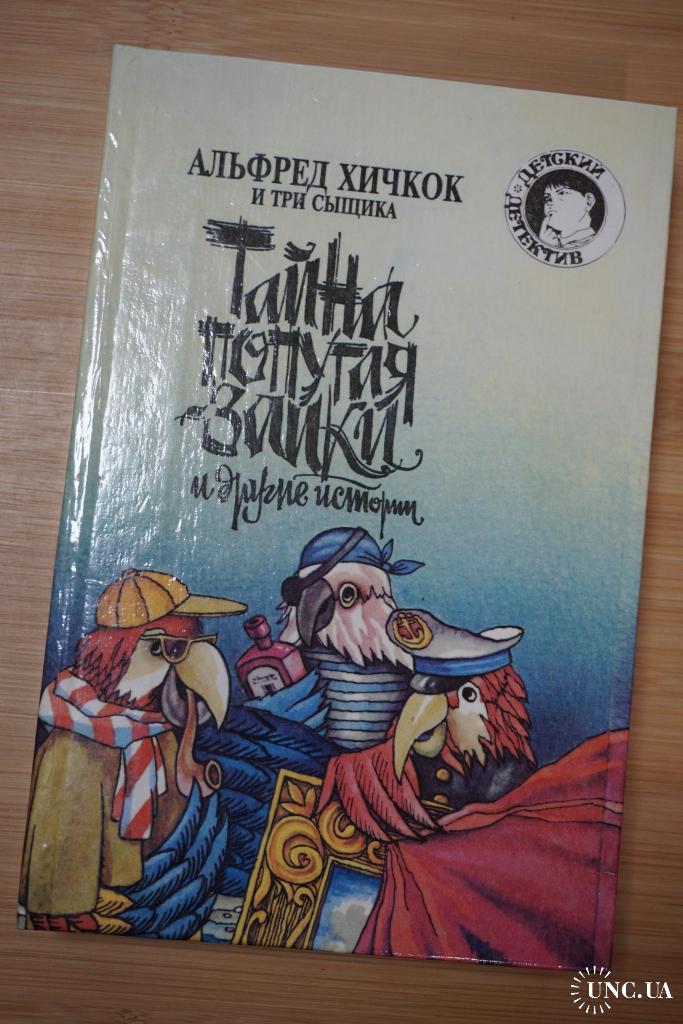 АЛЬФРЕД ХИЧКОК
И ТРИ СЫЩИКА
ДЕТСКИЙ
ДЕТЕКТИВ
ТАЙНА
ПОПУГАЯ
-ЗАИКИ
и другие истории
UNC.UA